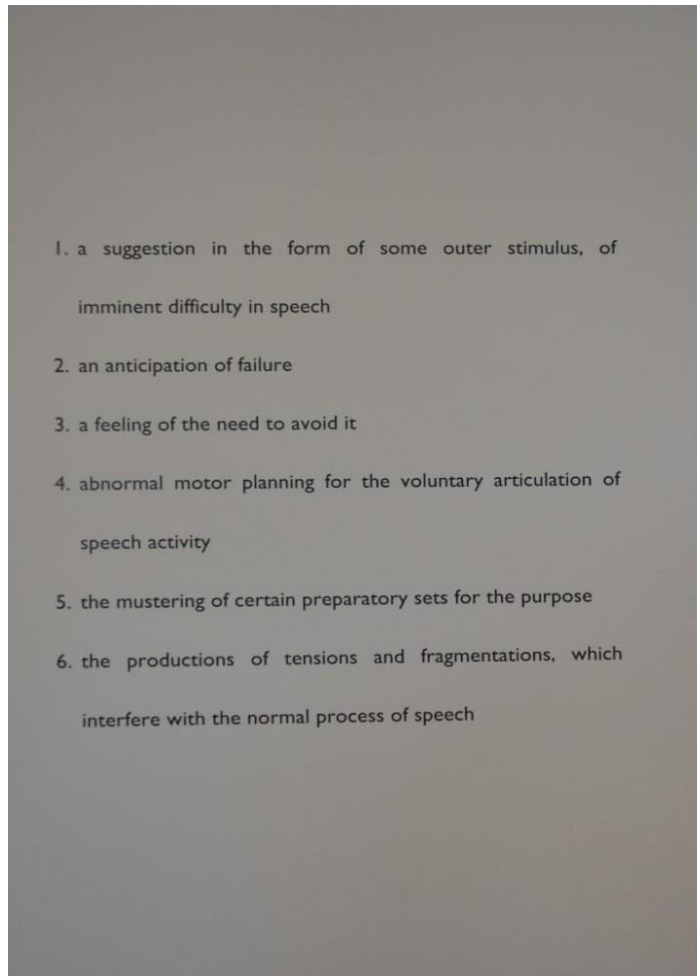 1. a suggestion in the form of some outer stimulus, of
imminent difficulty in speech
2. an anticipation of failure
3. a feeling of the need to avoid it
4. abnormal motor planning for the voluntary articulation of
speech activity
5. the mustering of certain preparatory sets for the purpose
6. the productions of tensions and fragmentations, which
interfere with the normal process of speech